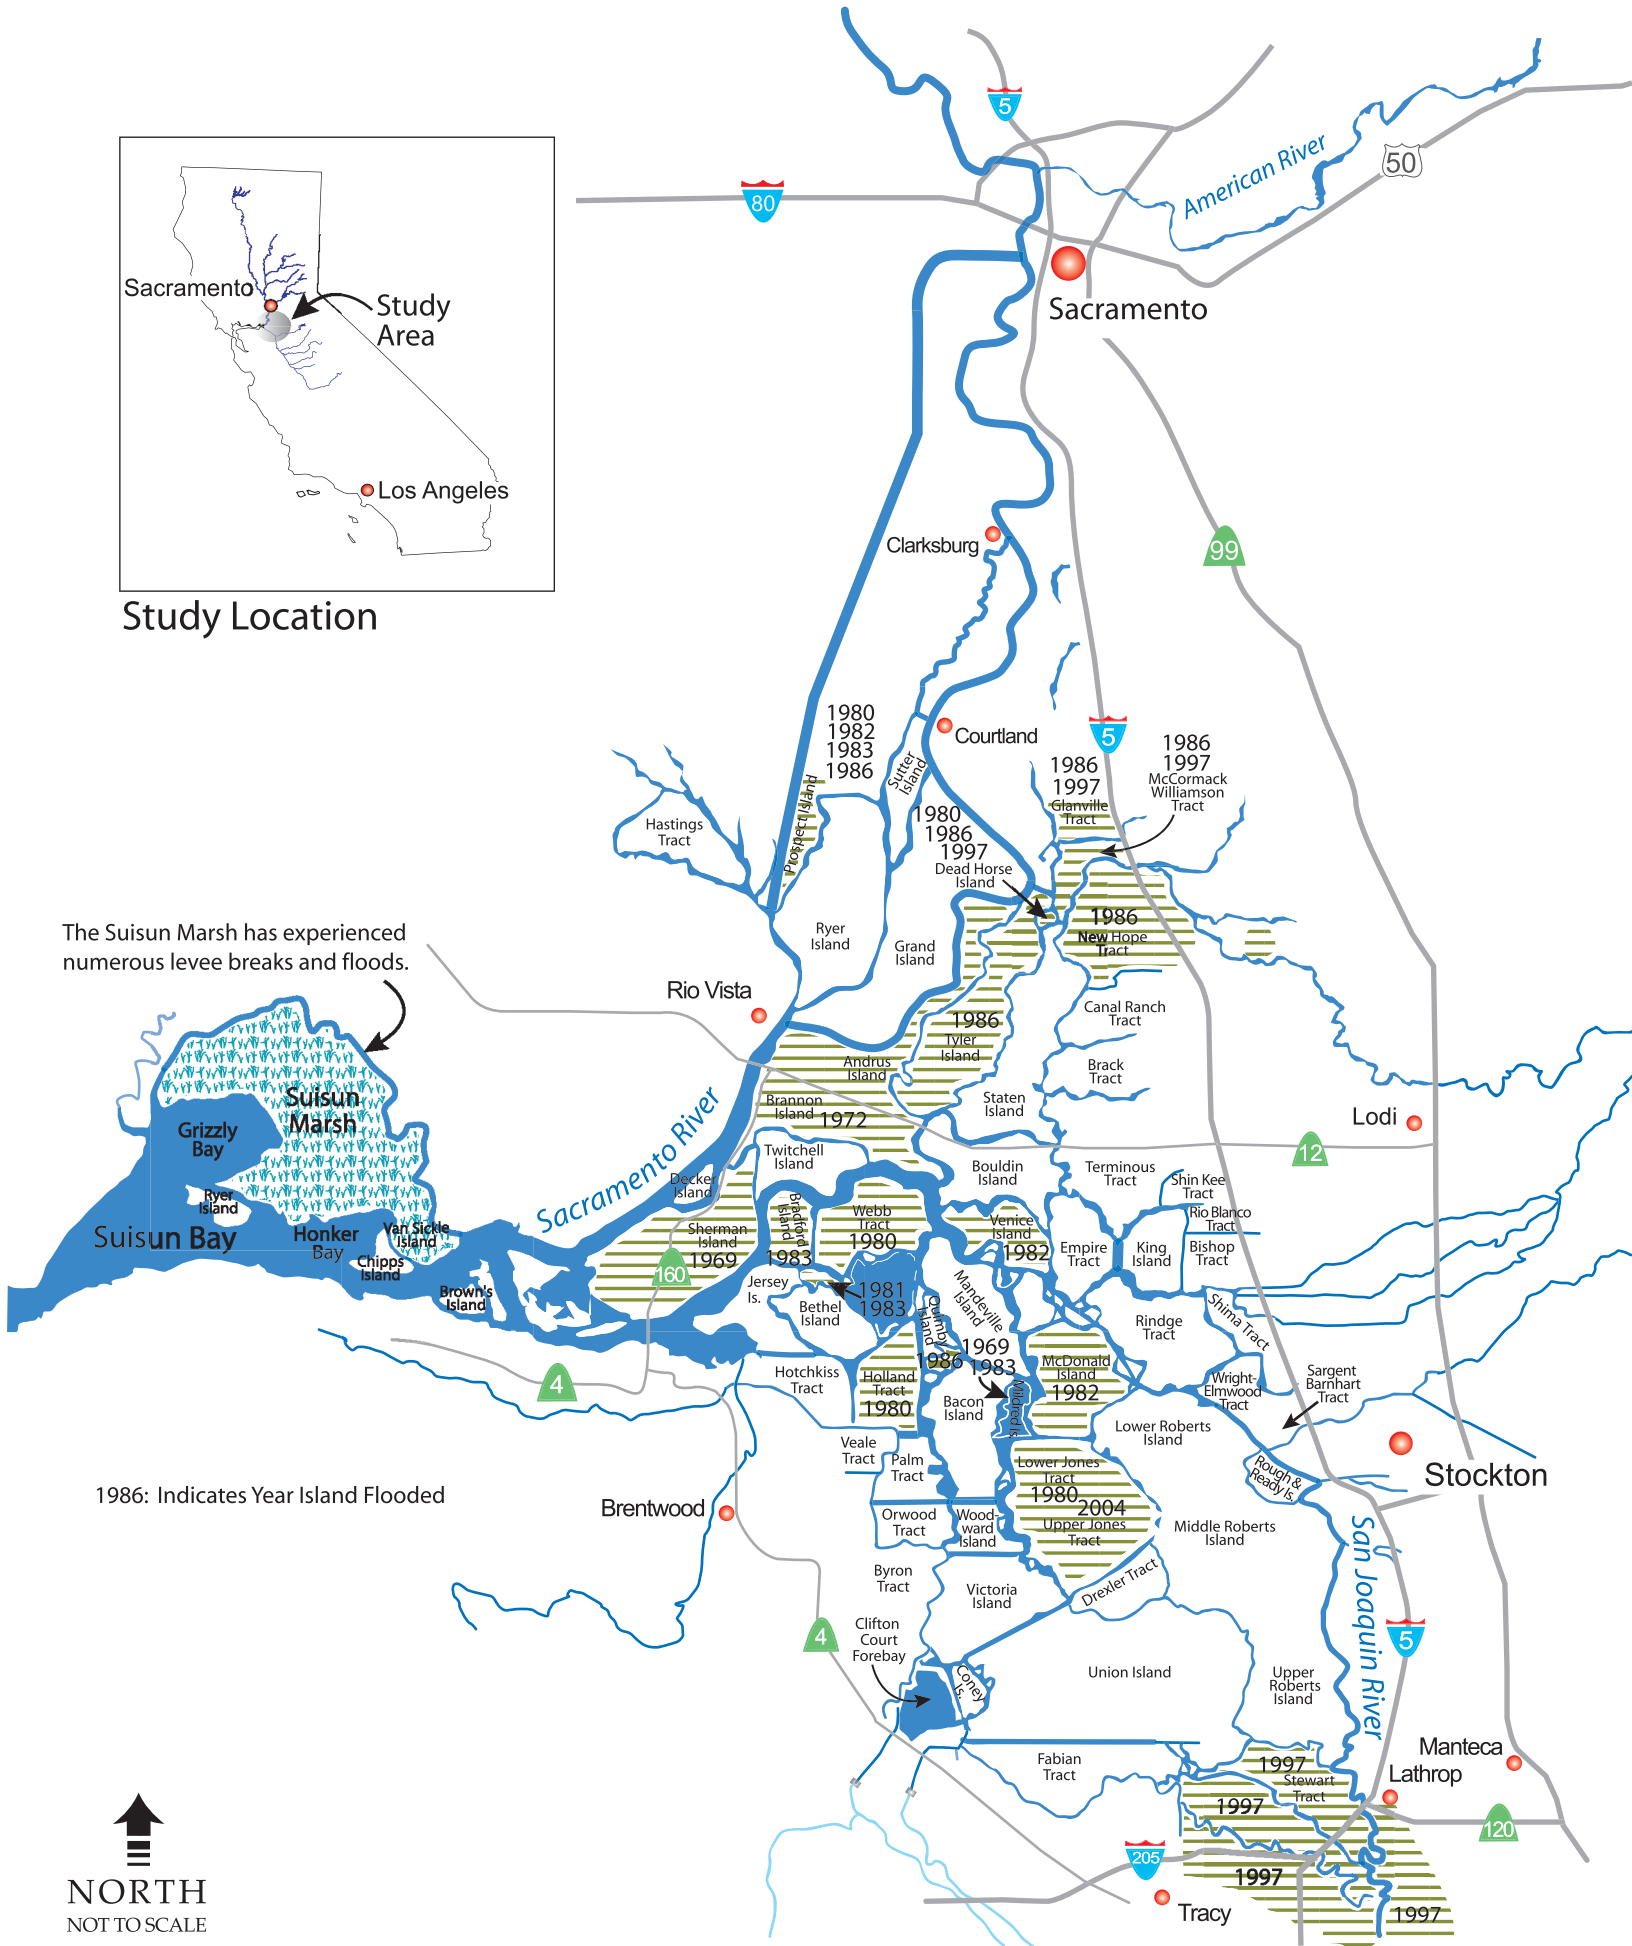 5
American River
50
80
Sacramento
Sacramento
Study
Area
Los Angeles
Study Location
Clarksburg
99
1980
1982
1983
1986
Courtland
5
Sutter
Island
Prospect Island
Hastings
Tract
1986
1997
Glanville
Tract
1986
1997
McCormack
Williamson
Tract
1980
1986
1997
Dead Horse
Island
1986
New Hope
Tract
Ryer
Island
Grand
Island
The Suisun Marsh has experienced
numerous levee breaks and floods.
Rio Vista
Canal Ranch
Tract
1986
Tyler
Island
Andrus
Island
Brack
Tract
Brannon
Island
1972
Staten
Island
Lodi
12
Suisun
Marsh
Grizzly
Bay
Ryer
Island
Suisun Bay
Honker
Bay
Van Sickle
Island
Chipps
Island
Brown's
Island
Sacramento River
Twitchell
Island
Decker
Island
Bouldin
Island
Terminous
Tract
Shin Kee
Tract
Rio Blanco
Tract
Bishop
Tract
King
Island
Empire
Tract
Venice
Island
1982
Webb
Tract
1980
Bradford
Island
1983
Sherman
Island
1969
160
Jersey
Is.
Bethel
Island
1981
1983
Mandeville
Island
Quimby
Island
1986
1969
1983
Mildred Is.
Rindge
Tract
Shima Tract
McDonald
Island
1982
Wright-
Elmwood
Tract
Sargent
Barnhart
Tract
4
Hotchkiss
Tract
Holland
Tract
1980
Bacon
Island
Lower Roberts
Island
Stockton
Veale
Tract
Palm
Tract
Lower Jones
Tract
1980
2004
Upper Jones
Tract
Rough &
Ready Is.
1986: Indicates Year Island Flooded
Brentwood
Orwood
Tract
Wood-
ward
Island
Middle Roberts
Island
San Joaquin River
Byron
Tract
Victoria
Island
Drexler Tract
Clifton
Court
Forebay
4
5
Coney
Is.
Union Island
Upper
Roberts
Island
Manteca
Lathrop
Fabian
Tract
1997
Stewart
Tract
1997
120
205
1997
Tracy
1997
NORTH
NOT TO SCALE